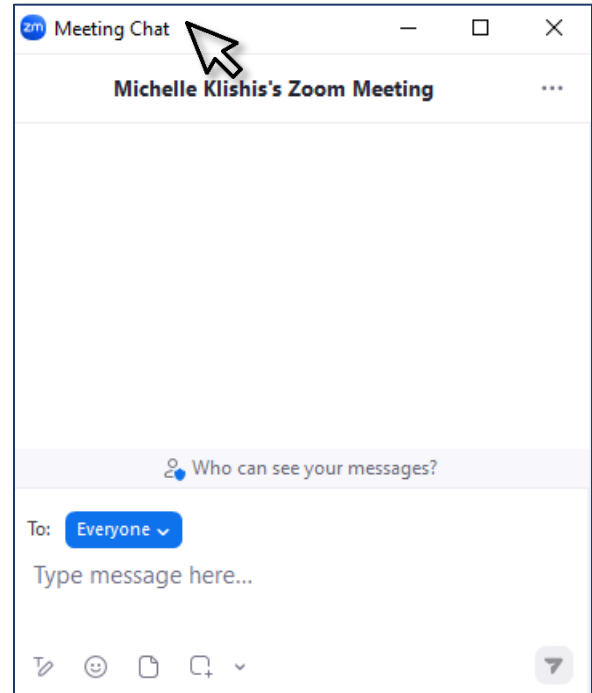 zm Meeting Chat
Michelle Klishis's Zoom Meeting
Who can see your messages?
To: Everyone
Type message here...